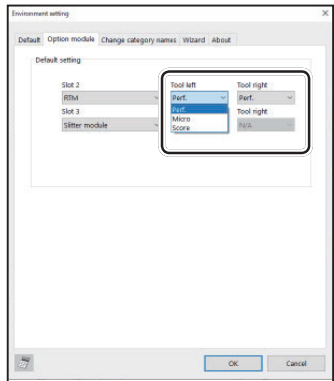 Environment setting
Default Option module Change category names Wizard About
Default setting
Slot 2 Tool left Tool right
RTM Perf. Perf.
Slot 3 Perf. Tool right
Slitter module Micro N/A
Score
OK Cancel